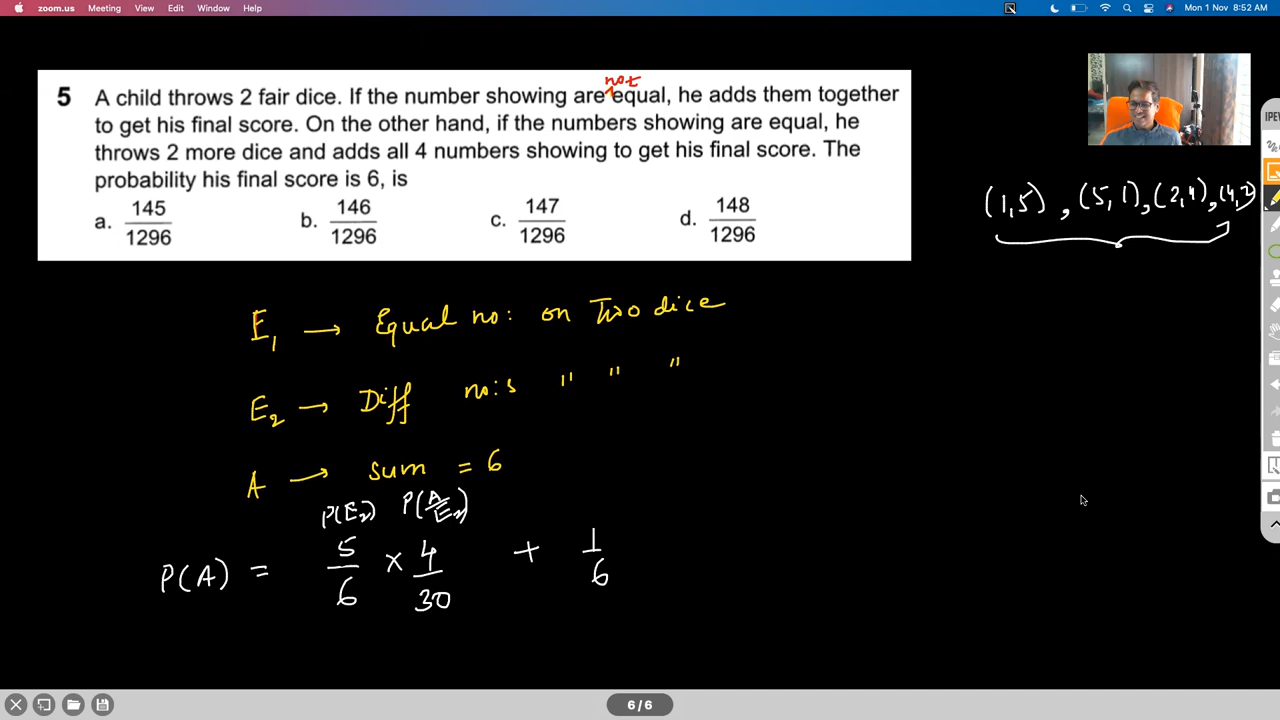 zoom.us Meeting View Edit Window Help Mon 1 Nov 8:52 AM
not
5 A child throws 2 fair dice. If the number showing are equal, he adds them together
to get his final score. On the other hand, if the numbers showing are equal, he
throws 2 more dice and adds all 4 numbers showing to get his final score. The
probability his final score is 6, is
a. 145/1296 b. 146/1296 c. 147/1296 d. 148/1296
(1,5), (5,1), (2,4), (4,2)
E₁ → Equal no: on Two dice
E₂ → Diff no:s " " "
A → sum = 6
P(E₂) P(A/E₂)
P(A) = 5/6 × 4/30 + 1/6
6/6